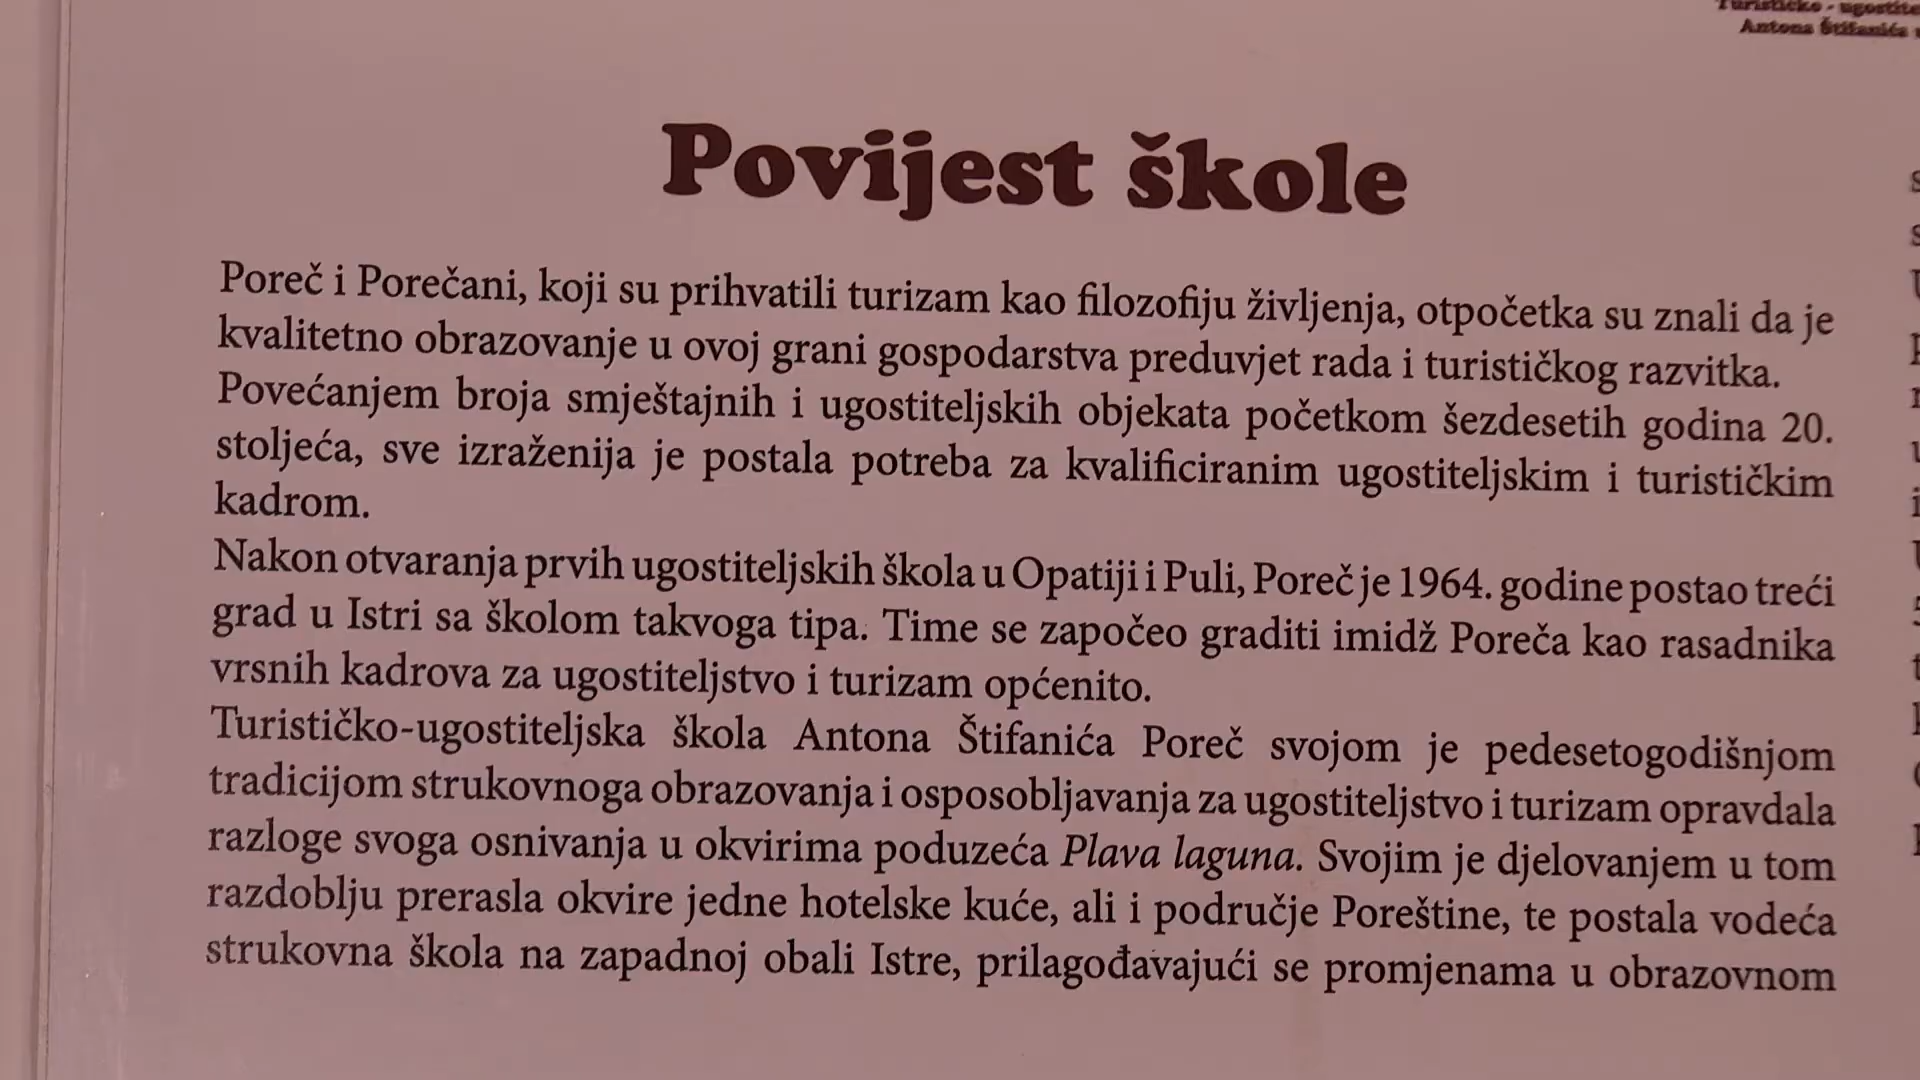 Turističko - ugostite
Antona Štifanića
Povijest škole
Poreč i Porečani, koji su prihvatili turizam kao filozofiju življenja, otpočetka su znali da je
kvalitetno obrazovanje u ovoj grani gospodarstva preduvjet rada i turističkog razvitka.
Povećanjem broja smještajnih i ugostiteljskih objekata početkom šezdesetih godina 20.
stoljeća, sve izraženija je postala potreba za kvalificiranim ugostiteljskim i turističkim
kadrom.
Nakon otvaranja prvih ugostiteljskih škola u Opatiji i Puli, Poreč je 1964. godine postao treći
grad u Istri sa školom takvoga tipa. Time se započeo graditi imidž Poreča kao rasadnika
vrsnih kadrova za ugostiteljstvo i turizam općenito.
Turističko-ugostiteljska škola Antona Štifanića Poreč svojom je pedesetogodišnjom
tradicijom strukovnoga obrazovanja i osposobljavanja za ugostiteljstvo i turizam opravdala
razloge svoga osnivanja u okvirima poduzeća Plava laguna. Svojim je djelovanjem u tom
razdoblju prerasla okvire jedne hotelske kuće, ali i područje Poreštine, te postala vodeća
strukovna škola na zapadnoj obali Istre, prilagođavajući se promjenama u obrazovnom